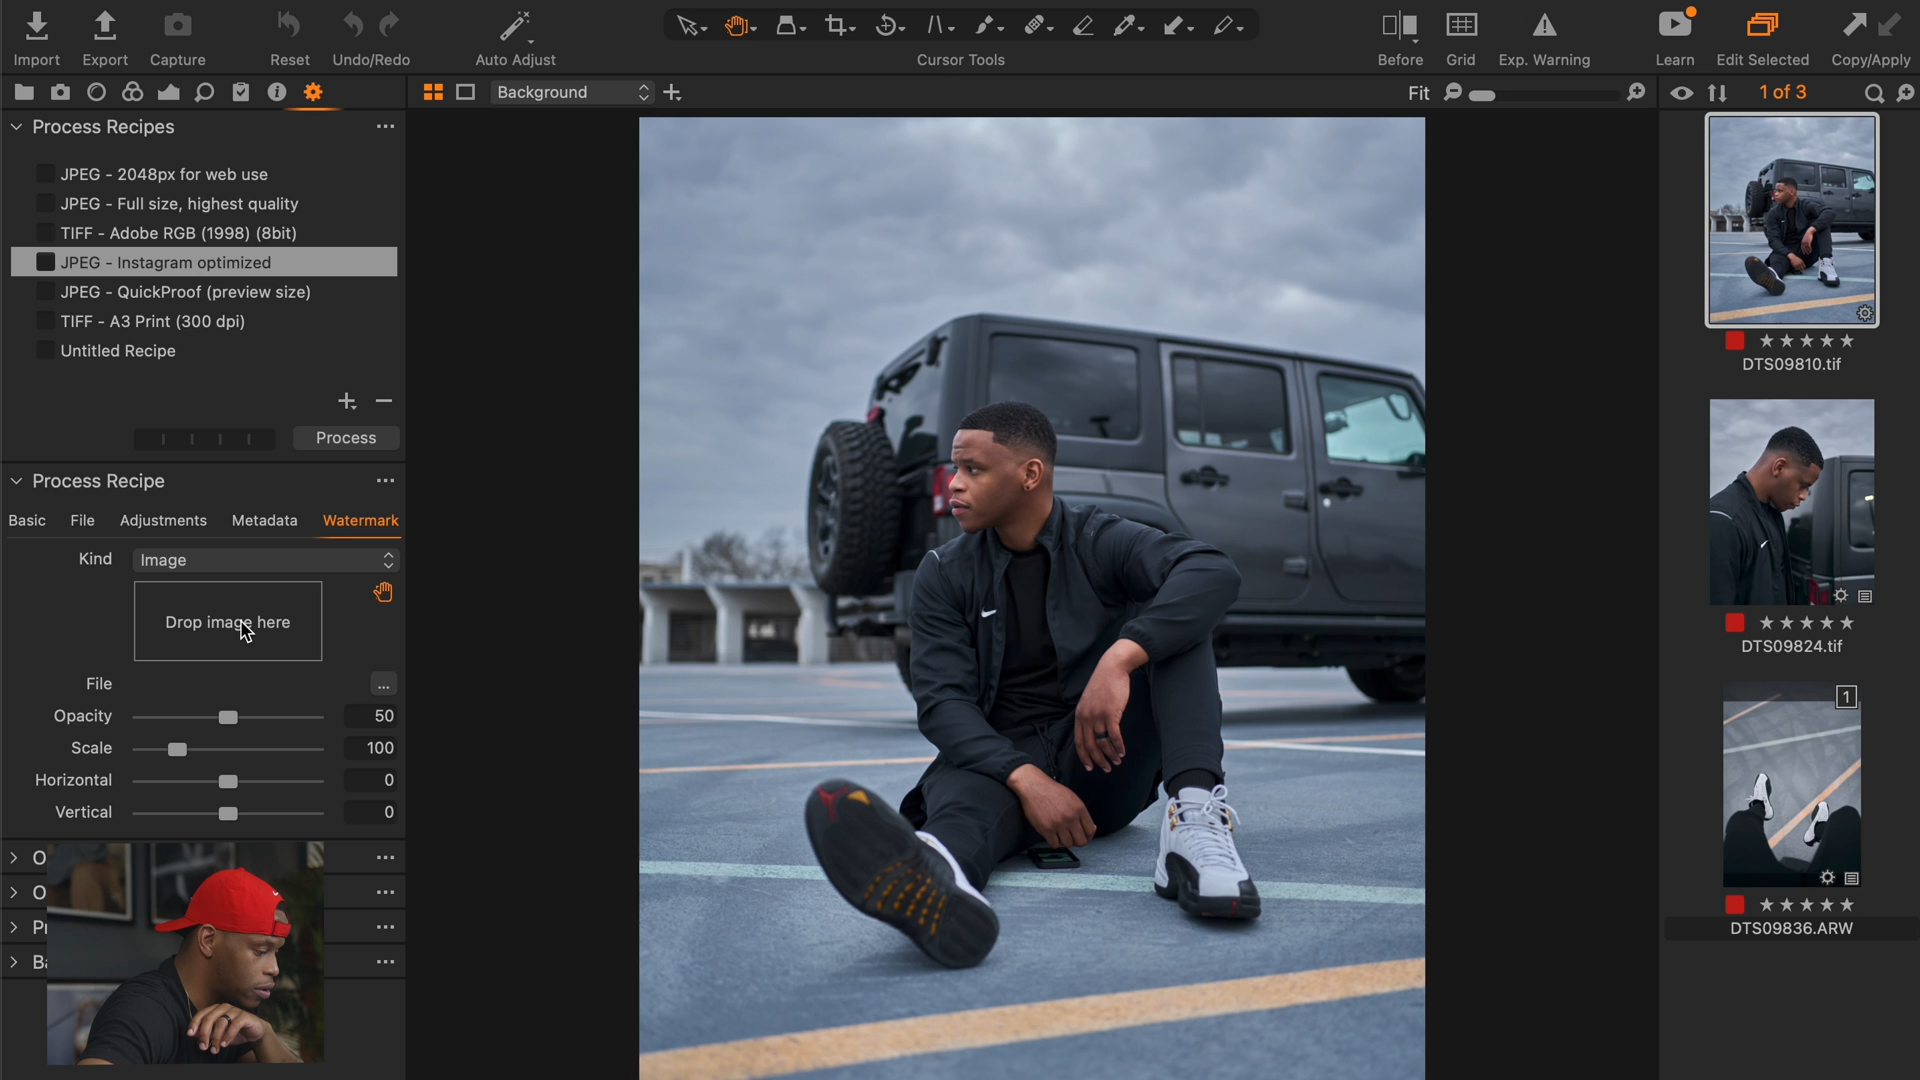 Import Export Capture Reset Undo/Redo Auto Adjust Cursor Tools Before Grid Exp. Warning Learn Edit Selected Copy/Apply
Background Fit 1 of 3
Process Recipes
JPEG - 2048px for web use
JPEG - Full size, highest quality
TIFF - Adobe RGB (1998) (8bit)
JPEG - Instagram optimized
JPEG - QuickProof (preview size)
TIFF - A3 Print (300 dpi)
Untitled Recipe
Process
Process Recipe
Basic File Adjustments Metadata Watermark
Kind Image
Drop image here
File ...
Opacity 50
Scale 100
Horizontal 0
Vertical 0
O
O
Pr
Ba
DTS09810.tif
DTS09824.tif
1
DTS09836.ARW